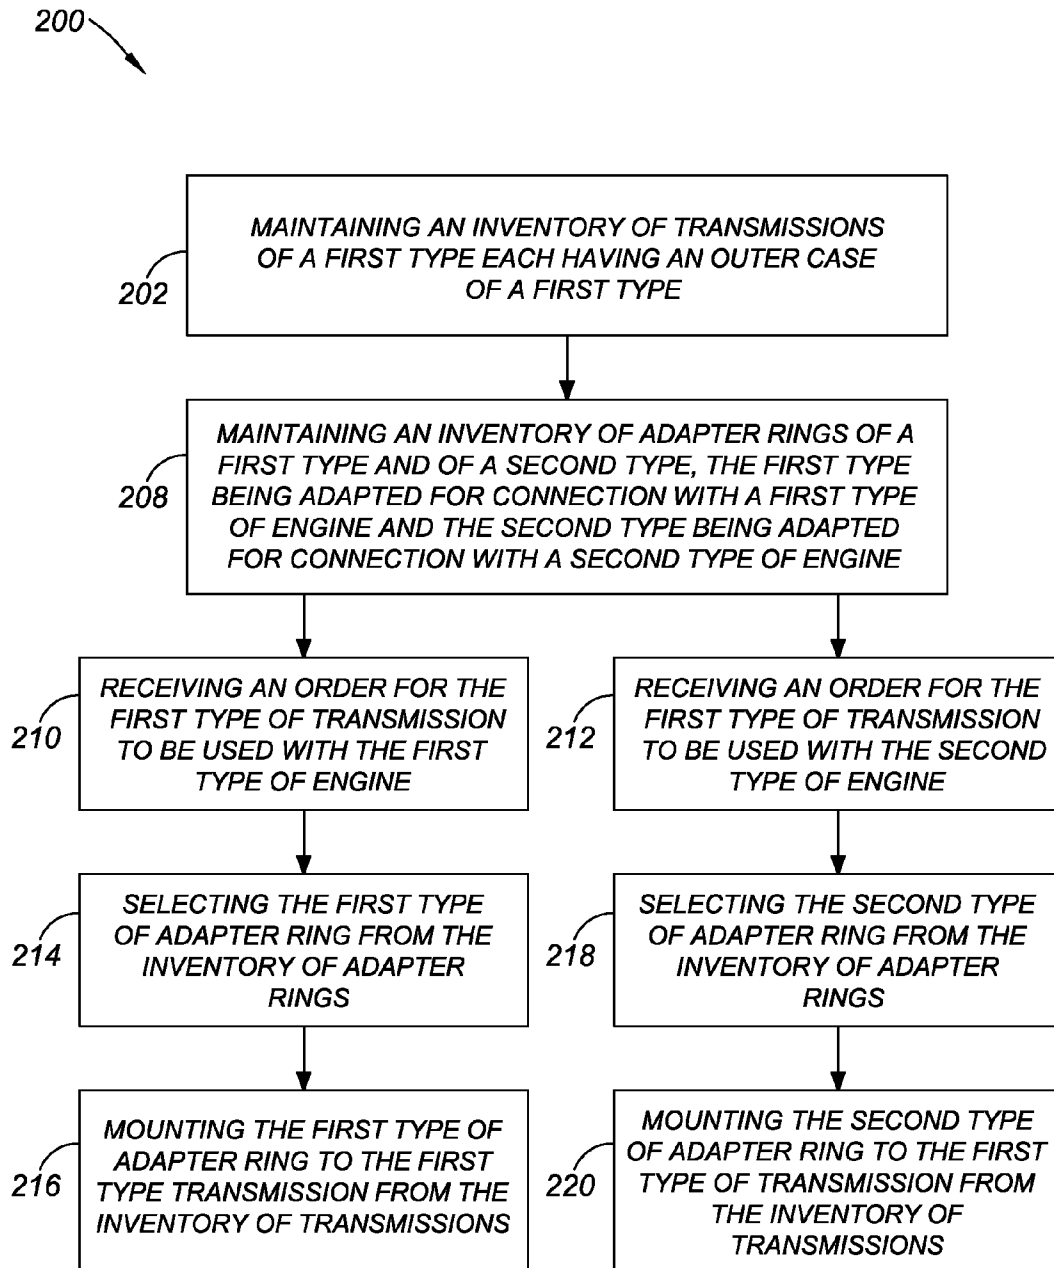 200
MAINTAINING AN INVENTORY OF TRANSMISSIONS
OF A FIRST TYPE EACH HAVING AN OUTER CASE
OF A FIRST TYPE
202
MAINTAINING AN INVENTORY OF ADAPTER RINGS OF A
FIRST TYPE AND OF A SECOND TYPE, THE FIRST TYPE
BEING ADAPTED FOR CONNECTION WITH A FIRST TYPE
OF ENGINE AND THE SECOND TYPE BEING ADAPTED
FOR CONNECTION WITH A SECOND TYPE OF ENGINE
208
RECEIVING AN ORDER FOR THE
FIRST TYPE OF TRANSMISSION
TO BE USED WITH THE FIRST
TYPE OF ENGINE
210
RECEIVING AN ORDER FOR THE
FIRST TYPE OF TRANSMISSION
TO BE USED WITH THE SECOND
TYPE OF ENGINE
212
SELECTING THE FIRST TYPE
OF ADAPTER RING FROM THE
INVENTORY OF ADAPTER
RINGS
214
SELECTING THE SECOND TYPE
OF ADAPTER RING FROM THE
INVENTORY OF ADAPTER
RINGS
218
MOUNTING THE FIRST TYPE OF
ADAPTER RING TO THE FIRST
TYPE TRANSMISSION FROM THE
INVENTORY OF TRANSMISSIONS
216
MOUNTING THE SECOND TYPE
OF ADAPTER RING TO THE FIRST
TYPE OF TRANSMISSION FROM
THE INVENTORY OF
TRANSMISSIONS
220